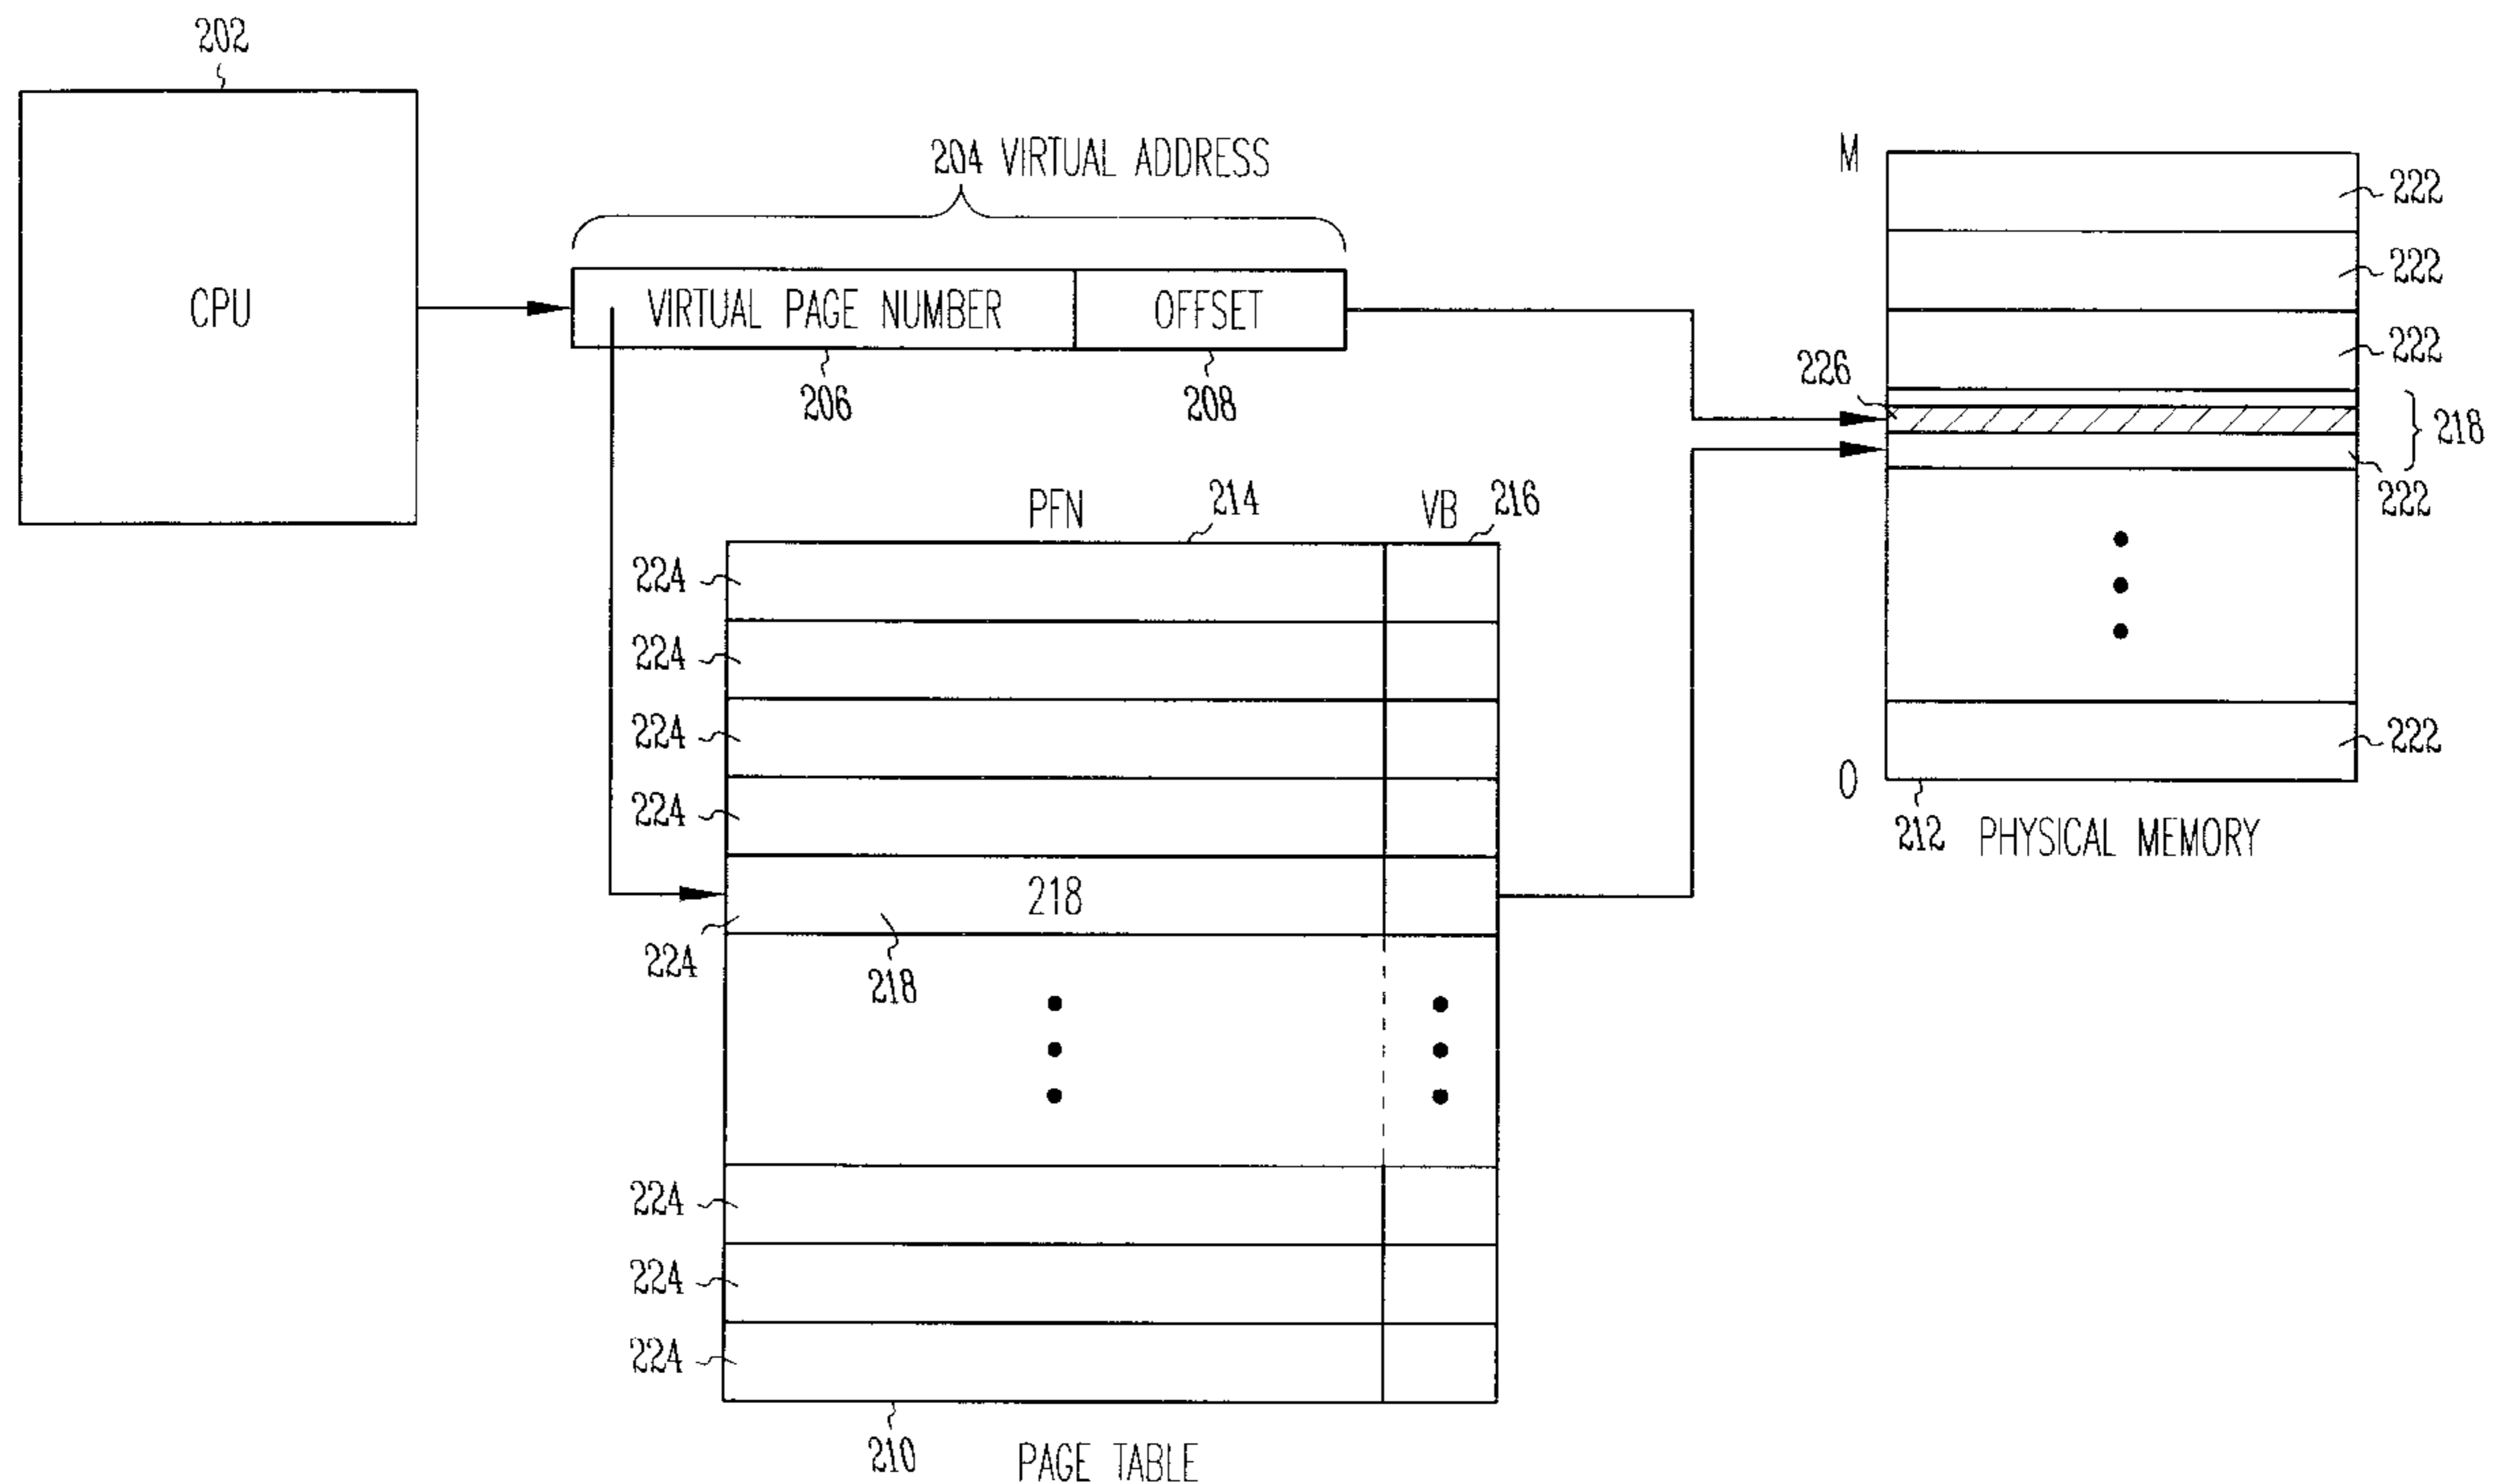 202
CPU
204 VIRTUAL ADDRESS
VIRTUAL PAGE NUMBER OFFSET
206 208
M
222
222
222
226
218
222
222
0
212 PHYSICAL MEMORY
PFN 214 VB 216
224
224
224
224
218
224
218
224
224
224
210 PAGE TABLE